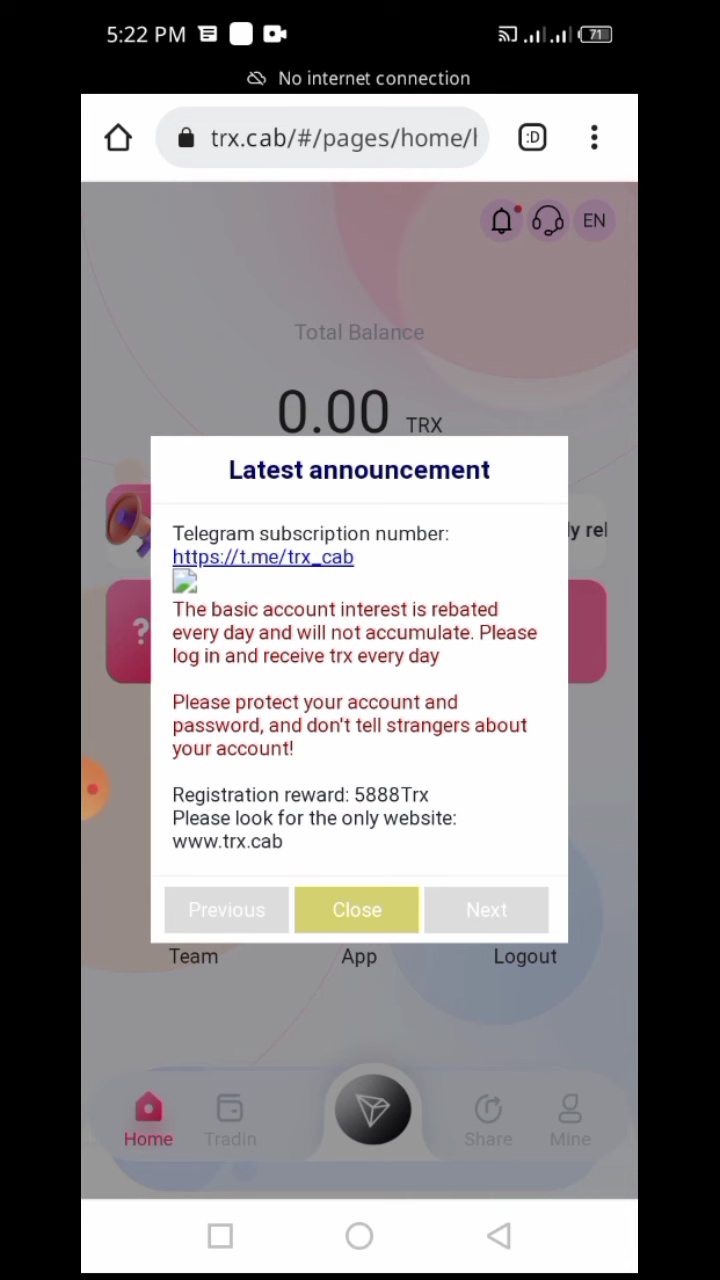 5:22 PM
71
No internet connection
trx.cab/#/pages/home/h
:D
EN
Total Balance
0.00 TRX
Latest announcement
Telegram subscription number:
https://t.me/trx_cab
ly rel
The basic account interest is rebated
every day and will not accumulate. Please
log in and receive trx every day
?
Please protect your account and
password, and don't tell strangers about
your account!
Registration reward: 5888Trx
Please look for the only website:
www.trx.cab
Previous Close Next
Team App Logout
Home Tradin Share Mine